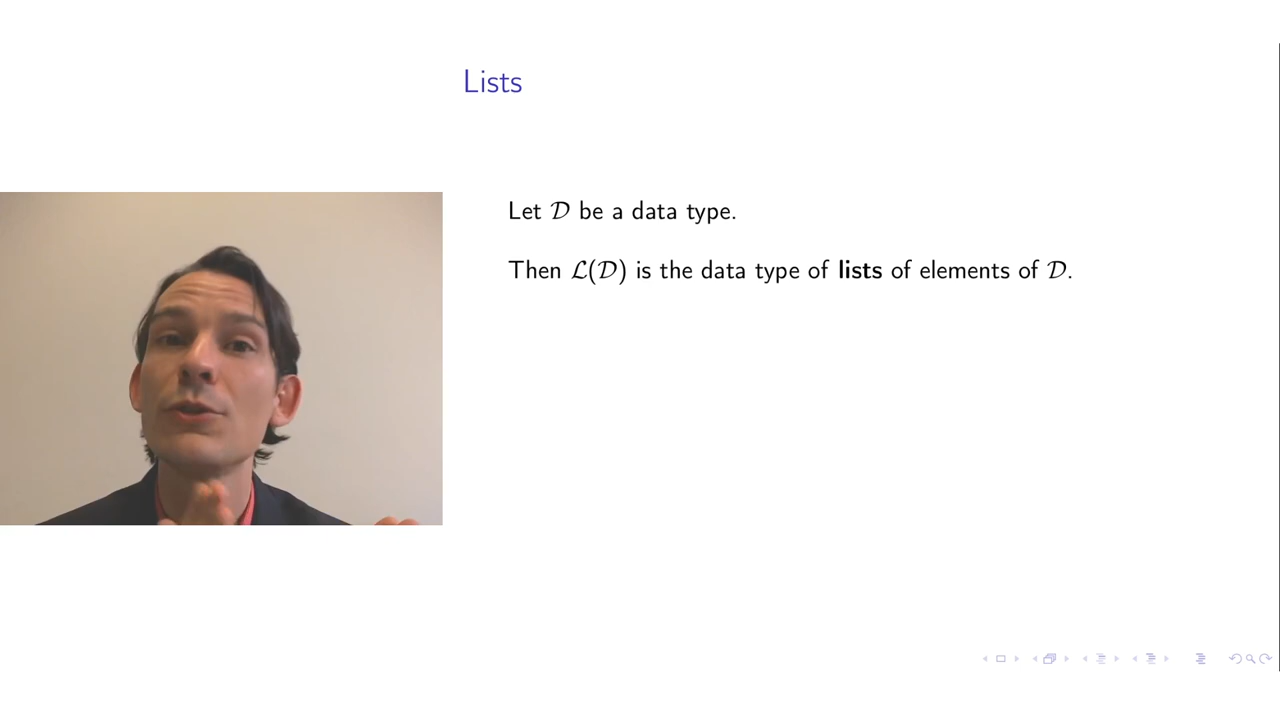 Lists
Let 𝒟 be a data type.
Then ℒ(𝒟) is the data type of lists of elements of 𝒟.